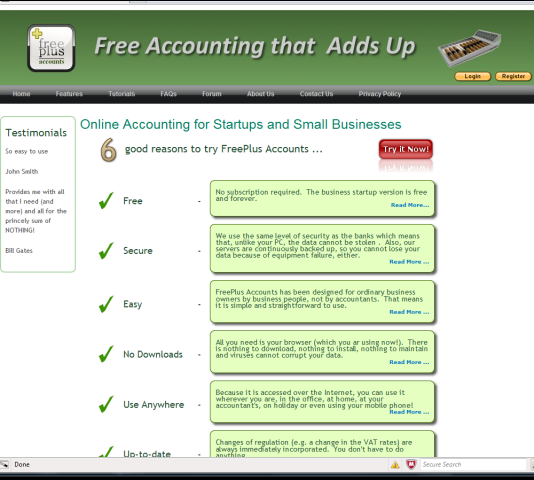 free
plus
accounts
Free Accounting that Adds Up
Login
Register
Home
Features
Tutorials
FAQs
Forum
About Us
Contact Us
Privacy Policy
Testimonials
So easy to use
John Smith
Provides me with all
that I need (and
more) and all for the
princely sum of
NOTHING!
Bill Gates
Online Accounting for Startups and Small Businesses
6 good reasons to try FreePlus Accounts ...
Try it Now!
Free -
No subscription required. The business startup version is free
and forever.
Read More...
Secure -
We use the same level of security as the banks which means
that, unlike your PC, the data cannot be stolen . Also, our
servers are continuously backed up, so you cannot lose your
data because of equipment failure, either.
Read More ...
Easy -
FreePlus Accounts has been designed for ordinary business
owners by business people, not by accountants. That means
it is simple and straightforward to use.
Read More ...
No Downloads -
All you need is your browser (which you ar using now!). There
is nothing to download, nothing to install, nothing to maintain
and viruses cannot corrupt your data.
Read More ...
Use Anywhere -
Because it is accessed over the Internet, you can use it
wherever you are, in the office, at home, at your
accountant's, on holiday or even using your mobile phone!
Read More ...
Up-to-date -
Changes of regulation (e.g. a change in the VAT rates) are
always immediately incorporated. You don't have to do
anything.
Done
Secure Search